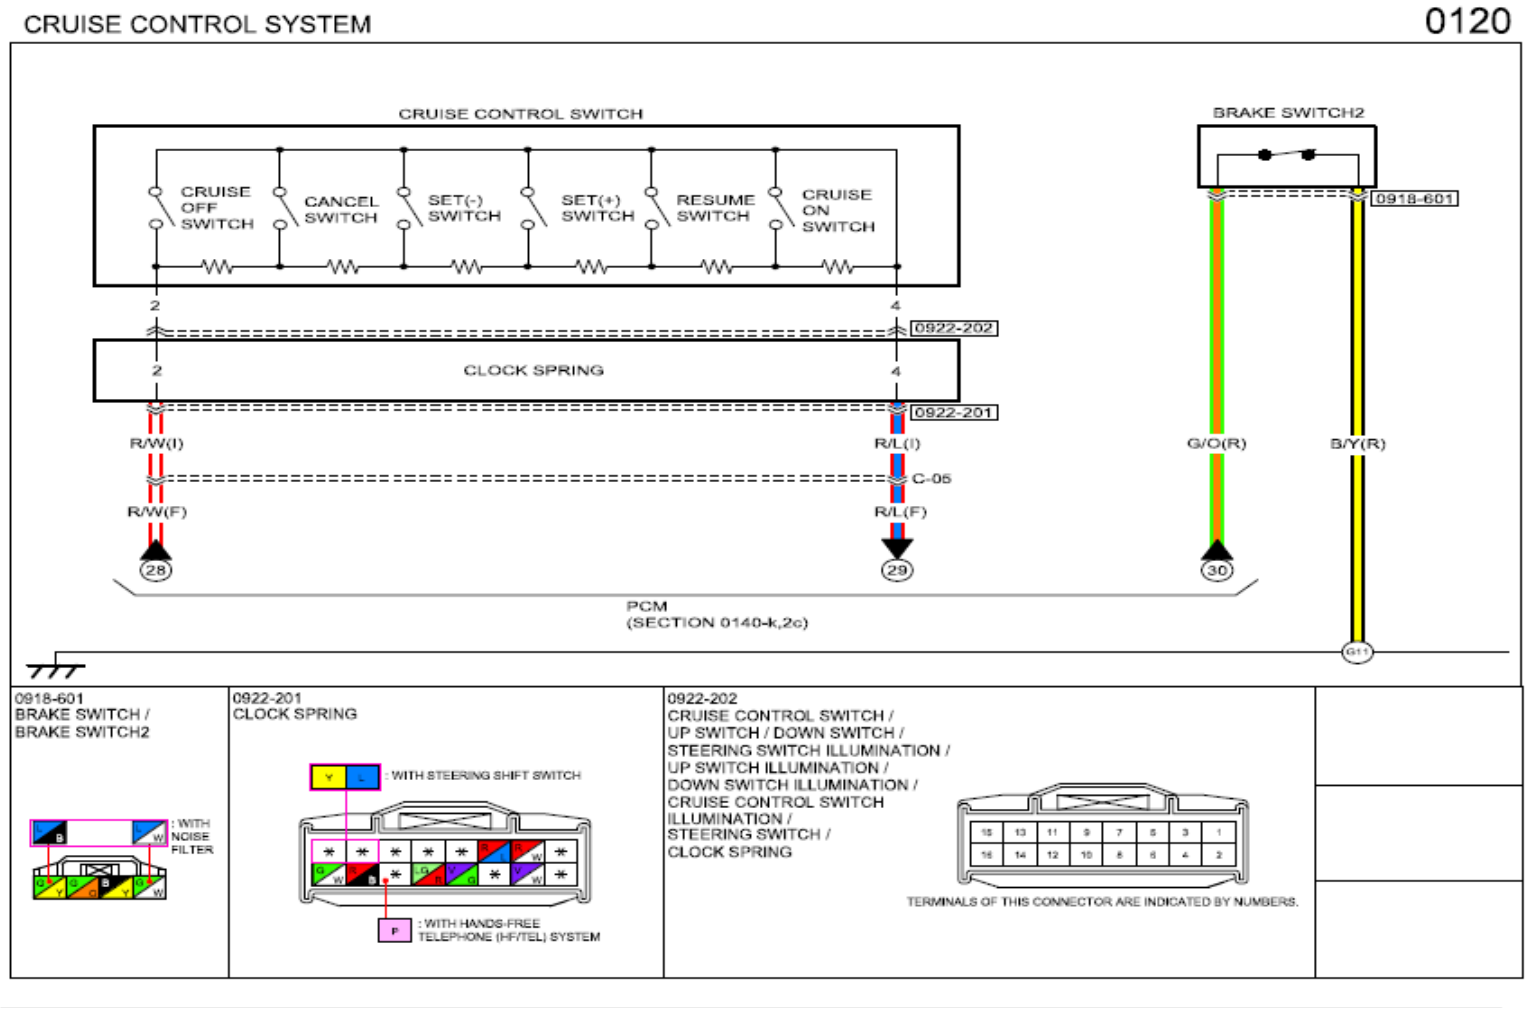 CRUISE CONTROL SYSTEM
0120
CRUISE CONTROL SWITCH
BRAKE SWITCH2
CRUISE
OFF
SWITCH
CANCEL
SWITCH
SET(-)
SWITCH
SET(+)
SWITCH
RESUME
SWITCH
CRUISE
ON
SWITCH
0918-601
2
4
0922-202
2
CLOCK SPRING
4
0922-201
R/W(I)
R/L(I)
G/O(R)
B/Y(R)
C-05
R/W(F)
R/L(F)
28
29
30
PCM
(SECTION 0140-k,2c)
G11
0918-601
BRAKE SWITCH /
BRAKE SWITCH2
L
B
L
W
: WITH
NOISE
FILTER
G
Y
G
O
B
Y
G
W
0922-201
CLOCK SPRING
Y
L
: WITH STEERING SHIFT SWITCH
* * * * *
R
L
R
W
*
G
W
R
B
*
LG
R
V
G
*
V
W
*
P
: WITH HANDS-FREE
TELEPHONE (HF/TEL) SYSTEM
0922-202
CRUISE CONTROL SWITCH /
UP SWITCH / DOWN SWITCH /
STEERING SWITCH ILLUMINATION /
UP SWITCH ILLUMINATION /
DOWN SWITCH ILLUMINATION /
CRUISE CONTROL SWITCH
ILLUMINATION /
STEERING SWITCH /
CLOCK SPRING
15 13 11 9 7 5 3 1
16 14 12 10 8 6 4 2
TERMINALS OF THIS CONNECTOR ARE INDICATED BY NUMBERS.